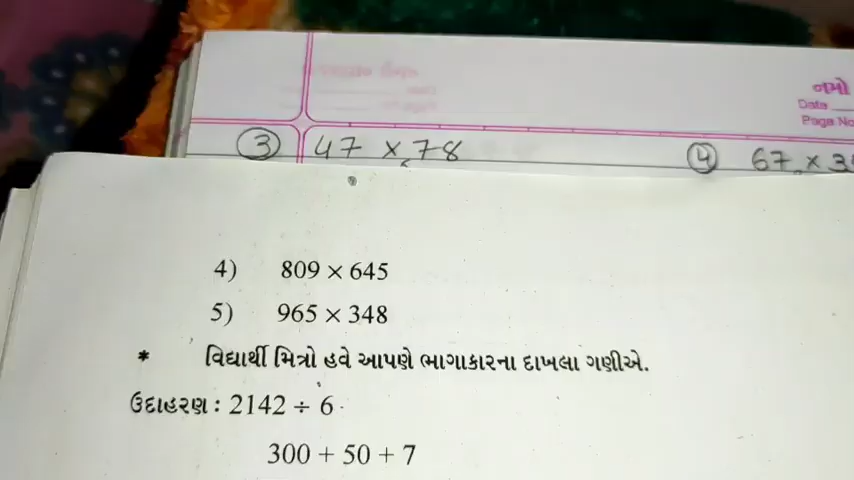 નમો
Date
Page No
③ 47 × 78
④ 67 × 3
4) 809 × 645
5) 965 × 348
* વિદ્યાર્થી મિત્રો હવે આપણે ભાગાકારના દાખલા ગણીએ.
ઉદાહરણ : 2142 ÷ 6
300 + 50 + 7